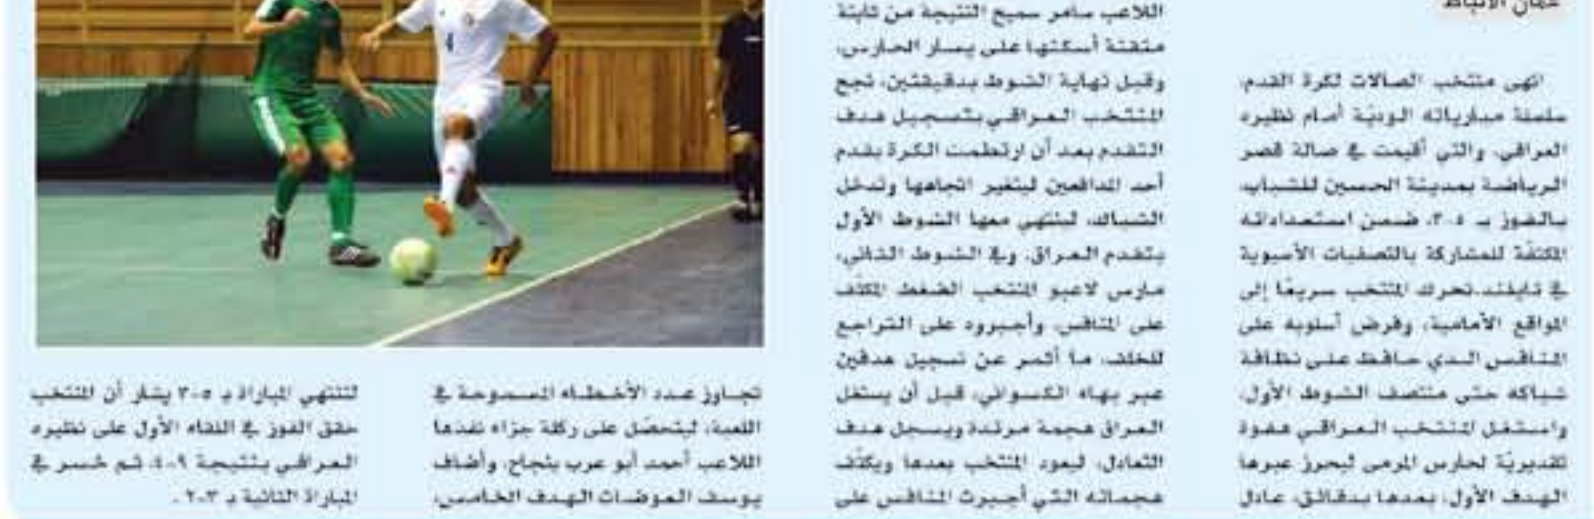 عمان الأنباط
انهى منتخب الصالات لكرة القدم،
سلسلة مبارياته الوديّة أمام نظيره
العراقي، والتي أقيمت في صالة قصر
الرياضة بمدينة الحسين للشباب،
بالفوز بـ ٥-٣، ضمن استعداداته
المكثفة للمشاركة بالتصفيات الآسيوية
في تايلند.تحرك المنتخب سريعًا إلى
المواقع الأمامية، وفرض أسلوبه على
المنافس الذي حافظ على نظافة
شباكه حتى منتصف الشوط الأول،
واستغل المنتخب العراقي هفوة
تقديريّة لحارس المرمى ليحرز عبرها
الهدف الأول، بعدها بدقائق، عادل
اللاعب سامر سميح النتيجة من ثابتة
متقنة أسكنها على يسار الحارس،
وقبل نهاية الشوط بدقيقتين، نجح
المنتخب العراقي بتسجيل هدف
التقدم بعد أن ارتطمت الكرة بقدم
أحد المدافعين ليتغير اتجاهها وتدخل
الشباك، لينتهي معها الشوط الأول
بتقدم العراق. وفي الشوط الثاني،
مارس لاعبو المنتخب الضغط المكثف
على المنافس، وأجبروه على التراجع
للخلف، ما أثمر عن تسجيل هدفين
عبر بهاء الكسواني، قبل أن يستغل
العراق هجمة مرتدة ويسجل هدف
التعادل، ليعود المنتخب بعدها ويكثف
هجماته التي أجبرت المنافس على
تجاوز عدد الأخطاء المسموحة في
اللعبة، ليتحصّل على ركلة جزاء نفذها
اللاعب أحمد أبو عرب بنجاح، وأضاف
يوسف العوضات الهدف الخامس،
لتنتهي المباراة بـ ٥-٣ يشار أن المنتخب
حقق الفوز في اللقاء الأول على نظيره
العراقي بنتيجة ٩-٤، ثم خسر في
المباراة الثانية بـ ٣-٢ .